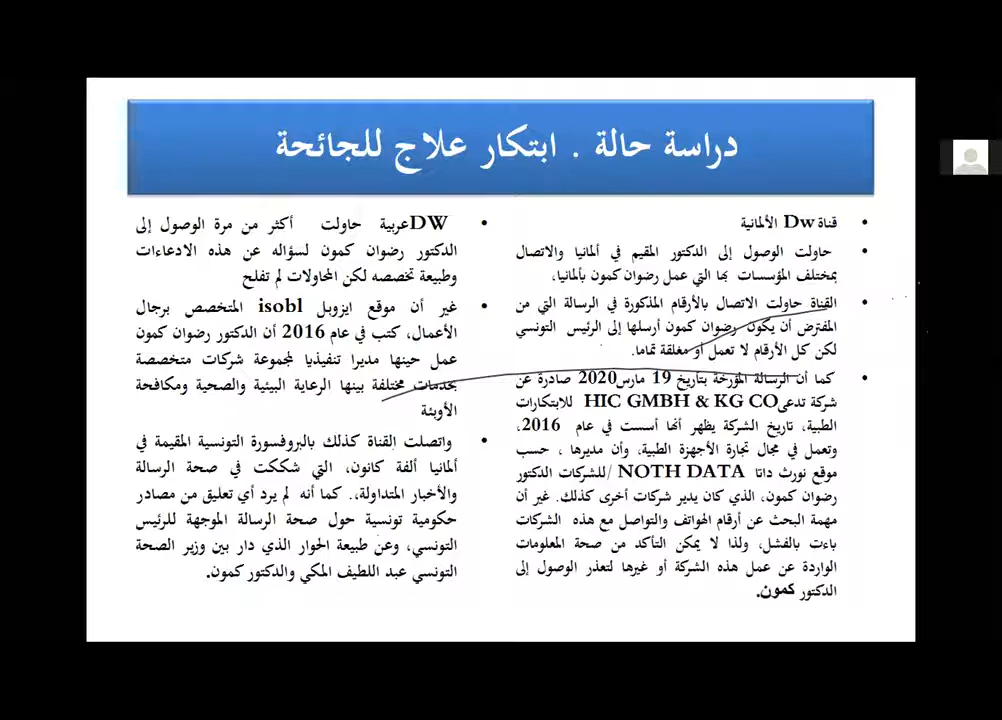 دراسة حالة . ابتكار علاج للجائحة
• قناة Dw الألمانية
• حاولت الوصول إلى الدكتور المقيم في ألمانيا والاتصال
بمختلف المؤسسات بها التي عمل رضوان كمون بألمانيا،
• القناة حاولت الاتصال بالأرقام المذكورة في الرسالة التي من
المفترض أن يكون رضوان كمون أرسلها إلى الرئيس التونسي
لكن كل الأرقام لا تعمل أو مغلقة تماما.
• كما أن الرسالة المؤرخة بتأريخ 19 مارس2020 صادرة عن
شركة تدعىHIC GMBH & KG CO للابتكارات
الطبية، تاريخ الشركة يظهر أنها أسست في عام 2016،
وتعمل في مجال تجارة الأجهزة الطبية، وأن مديرها ، حسب
موقع نورث داتا NOTH DATA /للشركات الدكتور
رضوان كمون، الذي كان يدير شركات أخرى كذلك. غير أن
مهمة البحث عن أرقام الهواتف والتواصل مع هذه الشركات
باءت بالفشل، ولذا لا يمكن التأكد من صحة المعلومات
الواردة عن عمل هذه الشركة أو غيرها لتعذر الوصول إلى
الدكتور كمون.
• DWعربية حاولت أكثر من مرة الوصول إلى
الدكتور رضوان كمون لسؤاله عن هذه الادعاءات
وطبيعة تخصصه لكن المحاولات لم تفلح
• غير أن موقع ايزوبل isobl المتخصص برجال
الأعمال، كتب في عام 2016 أن الدكتور رضوان كمون
عمل حينها مديرا تنفيذيا لمجموعة شركات متخصصة
بخدمات مختلفة بينها الرعاية البيئية والصحية ومكافحة
الأوبئة
• واتصلت القناة كذلك بالبروفسورة التونسية المقيمة في
ألمانيا ألفة كانون، التي شككت في صحة الرسالة
والأخبار المتداولة،. كما أنه لم يرد أي تعليق من مصادر
حكومية تونسية حول صحة الرسالة الموجهة للرئيس
التونسي، وعن طبيعة الحوار الذي دار بين وزير الصحة
التونسي عبد اللطيف المكي والدكتور كمون.